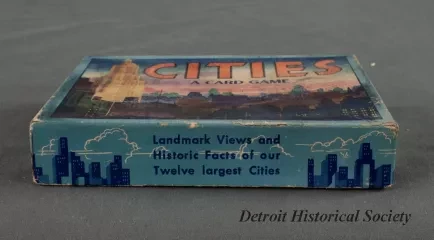 CITIES
A CARD GAME
Landmark Views and
Historic Facts of our
Twelve largest Cities
Detroit Historical Society